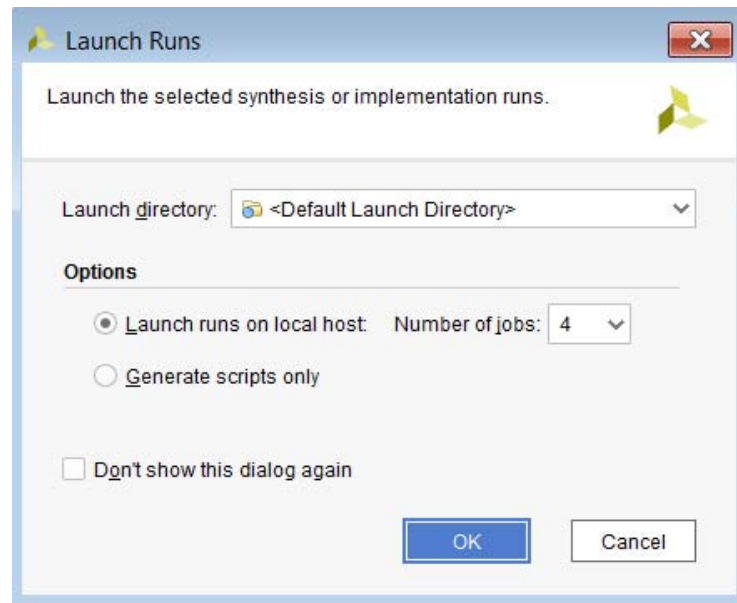 Launch Runs
Launch the selected synthesis or implementation runs.
Launch directory: <Default Launch Directory>
Options
Launch runs on local host: Number of jobs: 4
Generate scripts only
Don't show this dialog again
OK Cancel